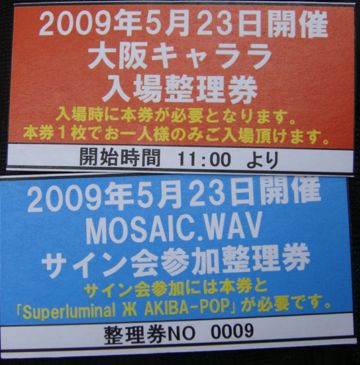 2009年5月23日開催
大阪キャララ
入場整理券
入場時に本券が必要となります。
本券1枚でお一人様のみご入場頂けます。
開始時間 11:00 より
2009年5月23日開催
MOSAIC.WAV
サイン会参加整理券
サイン会参加には本券と
「Superluminal Ж AKIBA-POP」が必要です。
整理券NO 0009